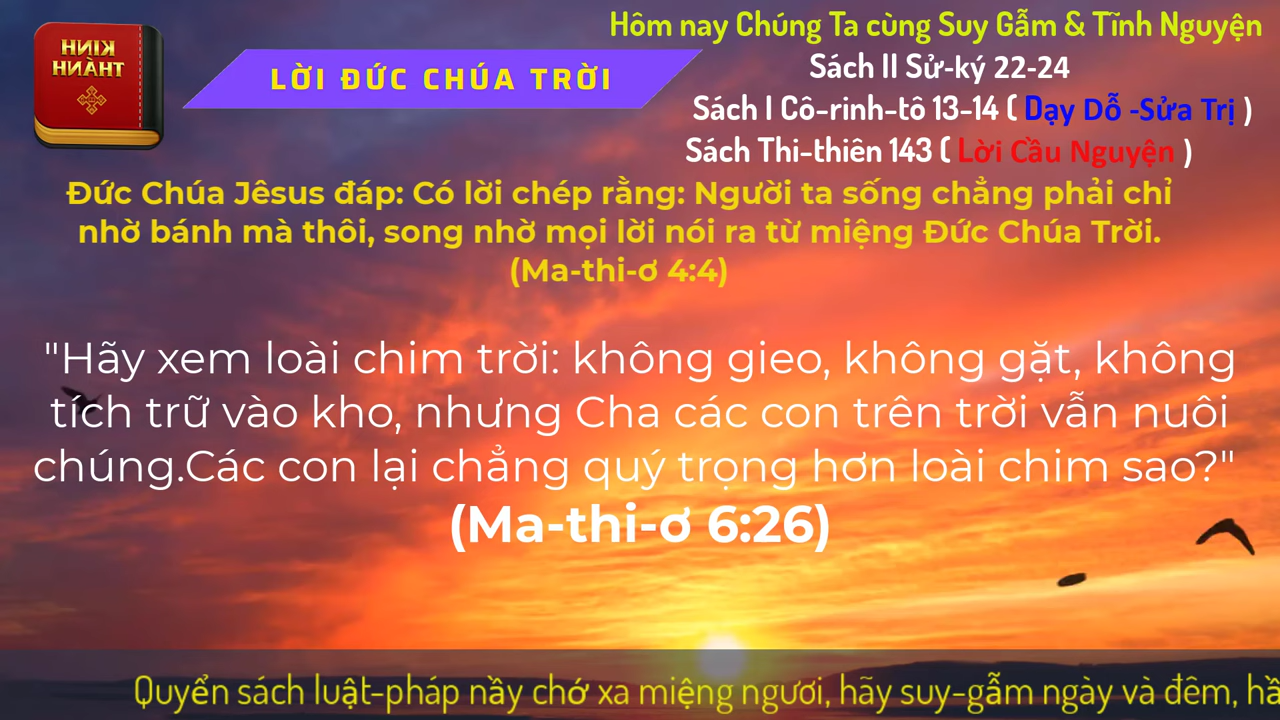 KINH
THÀNH
LỜI ĐỨC CHÚA TRỜI
Hôm nay Chúng Ta cùng Suy Gẫm & Tĩnh Nguyện
Sách II Sử-ký 22-24
Sách I Cô-rinh-tô 13-14 ( Dạy Dỗ -Sửa Trị )
Sách Thi-thiên 143 ( Lời Cầu Nguyện )
Đức Chúa Jêsus đáp: Có lời chép rằng: Người ta sống chẳng phải chỉ
nhờ bánh mà thôi, song nhờ mọi lời nói ra từ miệng Đức Chúa Trời.
(Ma-thi-ơ 4:4)
"Hãy xem loài chim trời: không gieo, không gặt, không
tích trữ vào kho, nhưng Cha các con trên trời vẫn nuôi
chúng.Các con lại chẳng quý trọng hơn loài chim sao?"
(Ma-thi-ơ 6:26)
Quyển sách luật-pháp nầy chớ xa miệng ngươi, hãy suy-gẫm ngày và đêm,